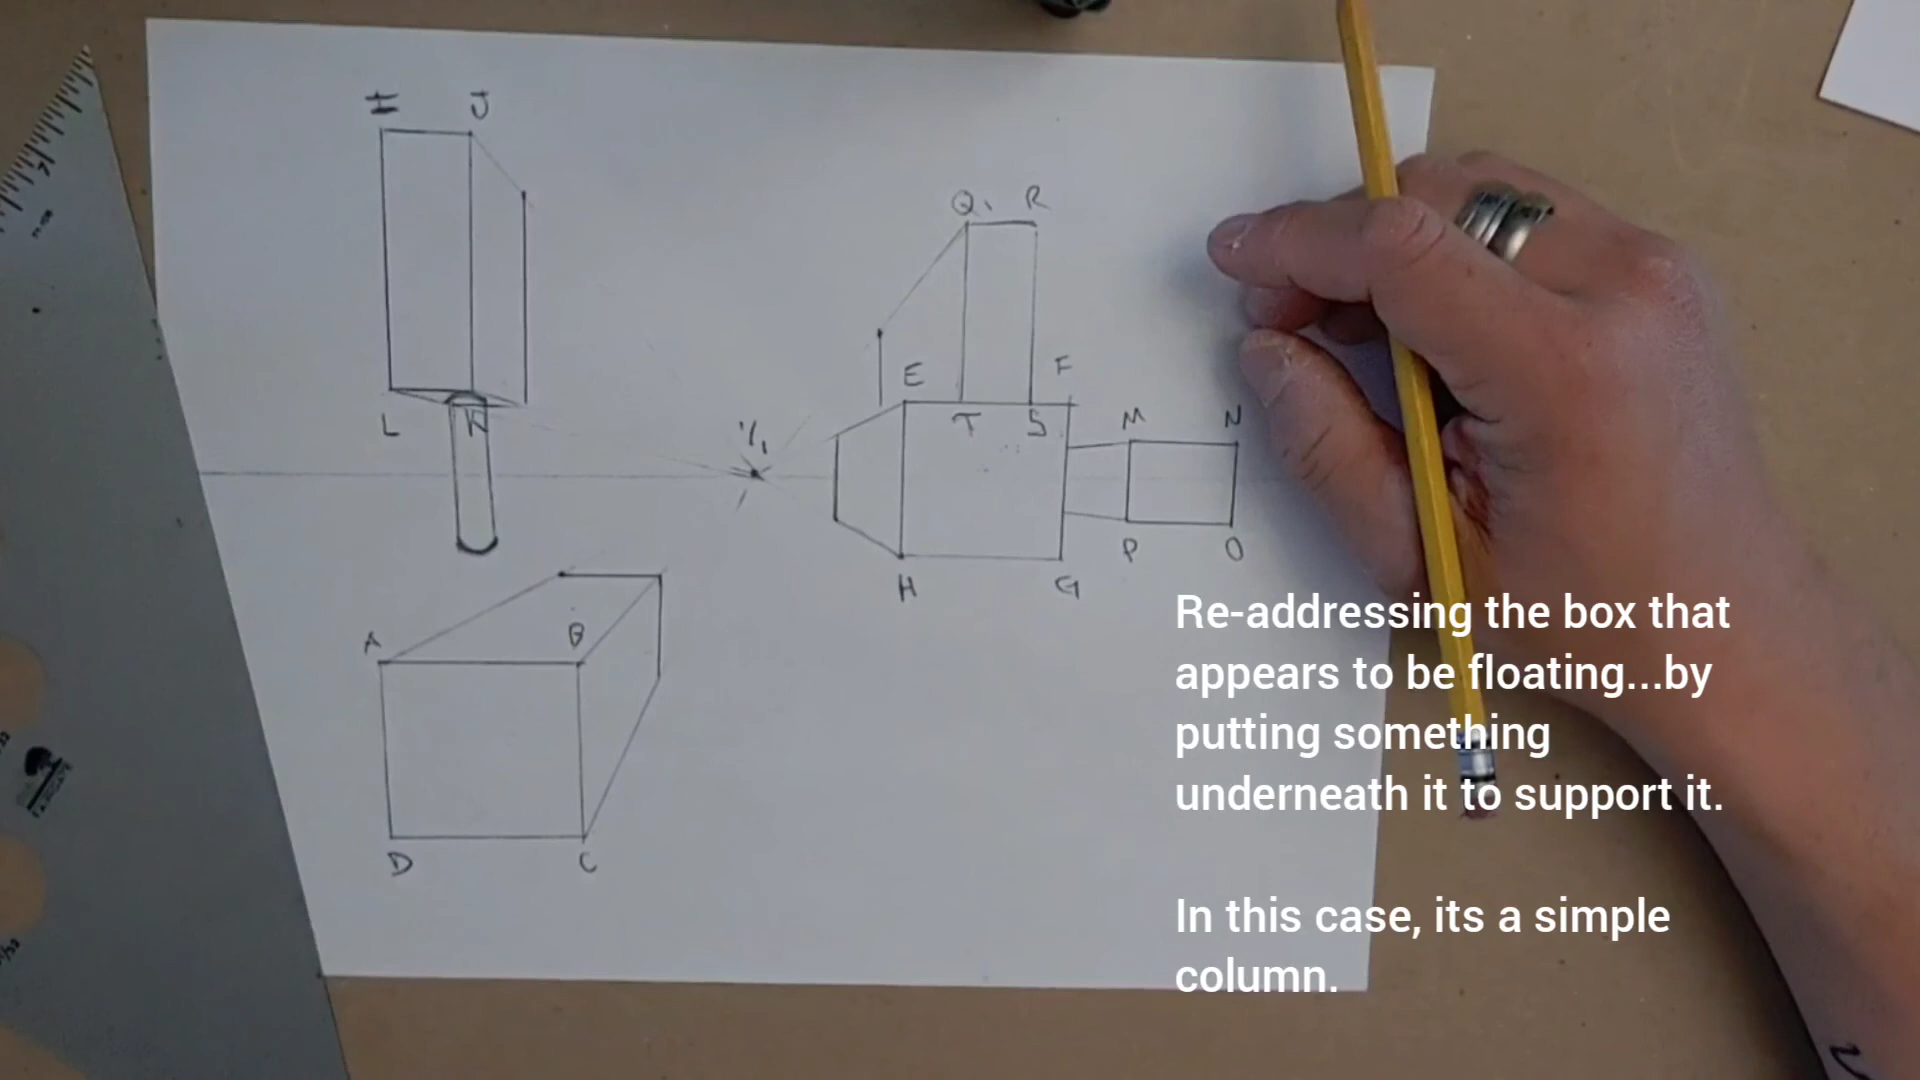 I J
Q R
E F
L K T S M N
V1
H G P O
A B
D C
Re-addressing the box that
appears to be floating...by
putting something
underneath it to support it.
In this case, its a simple
column.